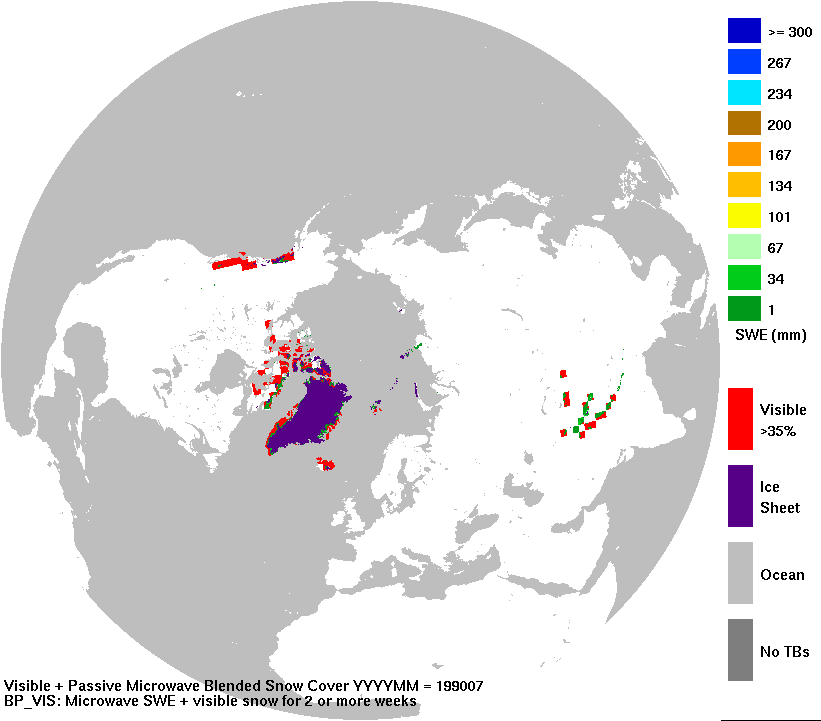 >= 300
267
234
200
167
134
101
67
34
1
SWE (mm)
Visible
>35%
Ice
Sheet
Ocean
No TBs
Visible + Passive Microwave Blended Snow Cover YYYYMM = 199007
BP_VIS: Microwave SWE + visible snow for 2 or more weeks